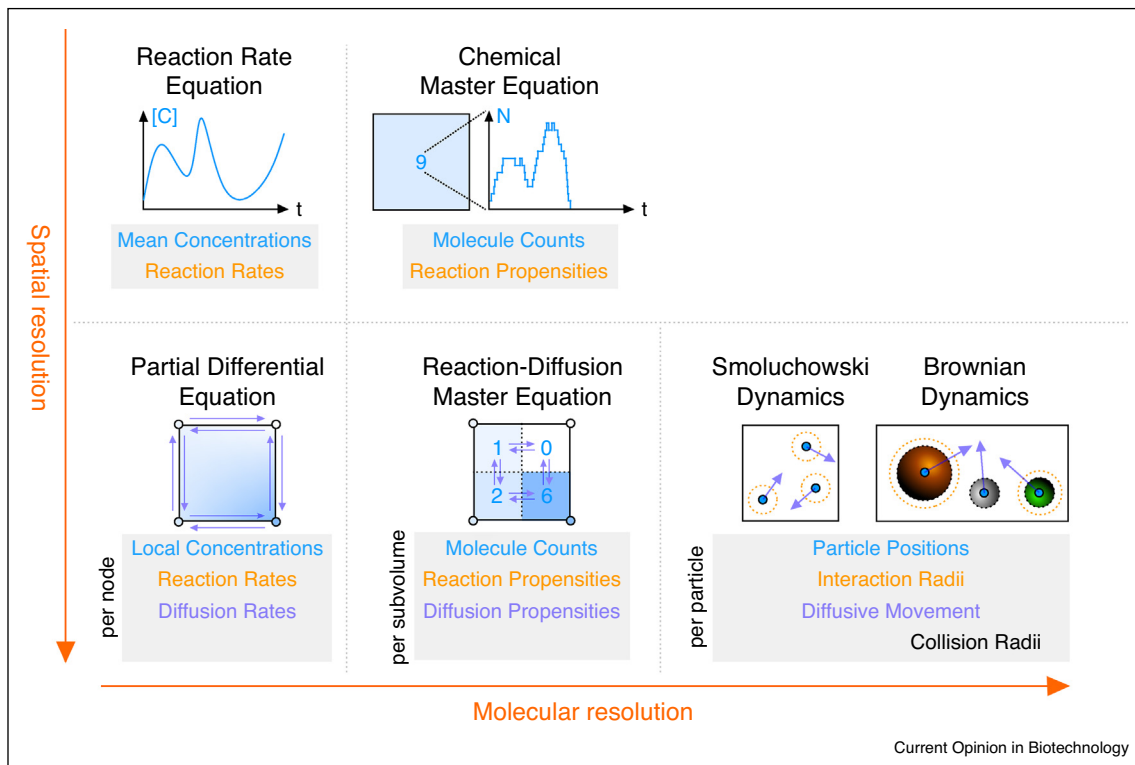 Reaction Rate
Equation
[C]
t
Mean Concentrations
Reaction Rates
Chemical
Master Equation
9
N
t
Molecule Counts
Reaction Propensities
Spatial resolution
Partial Differential
Equation
per node
Local Concentrations
Reaction Rates
Diffusion Rates
Reaction-Diffusion
Master Equation
1 0
2 6
per subvolume
Molecule Counts
Reaction Propensities
Diffusion Propensities
Smoluchowski
Dynamics
Brownian
Dynamics
per particle
Particle Positions
Interaction Radii
Diffusive Movement
Collision Radii
Molecular resolution
Current Opinion in Biotechnology